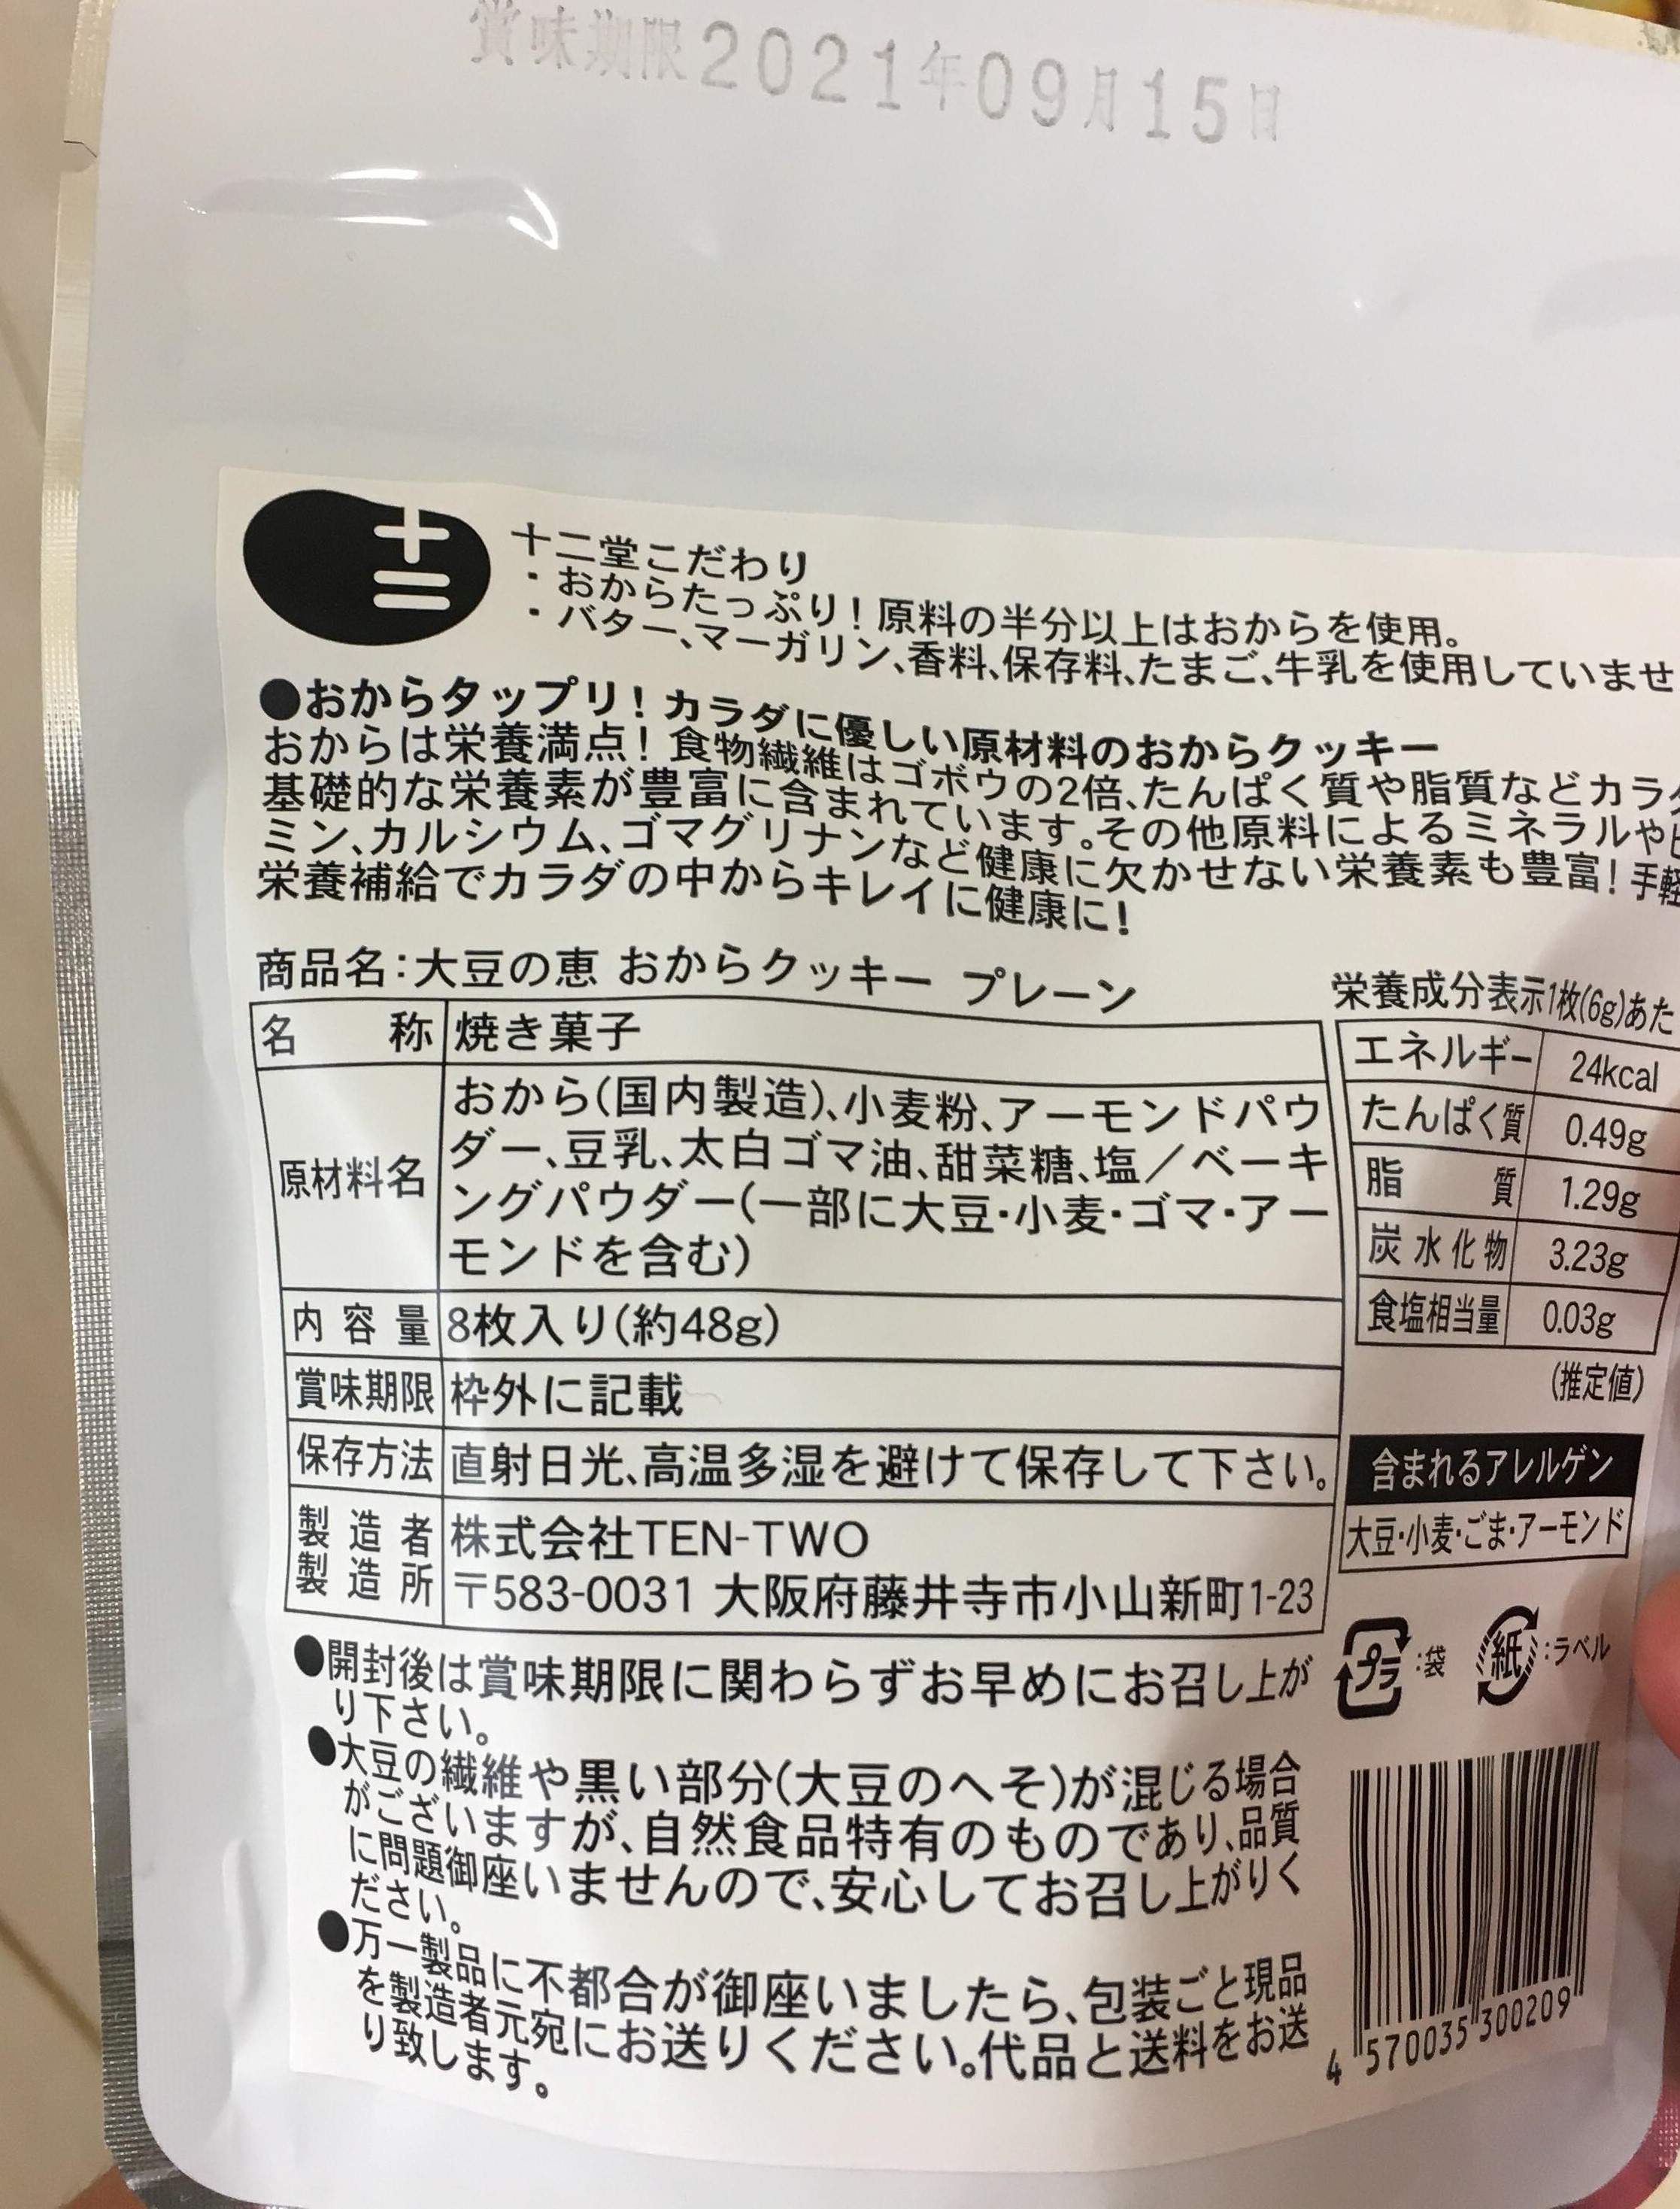 賞味期限2021年09月15日
十二
十二堂こだわり
・おからたっぷり!原料の半分以上はおからを使用。
・バター、マーガリン、香料、保存料、たまご、牛乳を使用していませ
●おからタップリ!カラダに優しい原材料のおからクッキー
おからは栄養満点!食物繊維はゴボウの2倍、たんぱく質や脂質などカラ
基礎的な栄養素が豊富に含まれています。その他原料によるミネラルや
ミン、カルシウム、ゴマグリナンなど健康に欠かせない栄養素も豊富!手軽
栄養補給でカラダの中からキレイに健康に!
商品名:大豆の恵 おからクッキー プレーン
名 称 焼き菓子
原材料名 おから(国内製造)、小麦粉、アーモンドパウ
ダー、豆乳、太白ゴマ油、甜菜糖、塩/ベーキ
ングパウダー(一部に大豆・小麦・ゴマ・アー
モンドを含む)
内容量 8枚入り(約48g)
賞味期限 枠外に記載
保存方法 直射日光、高温多湿を避けて保存して下さい。
製造者 株式会社TEN-TWO
製造所 〒583-0031 大阪府藤井寺市小山新町1-23
栄養成分表示1枚(6g)あた
エネルギー 24kcal
たんぱく質 0.49g
脂 質 1.29g
炭水化物 3.23g
食塩相当量 0.03g
(推定値)
含まれるアレルゲン
大豆・小麦・ごま・アーモンド
プラ:袋 紙:ラベル
●開封後は賞味期限に関わらずお早めにお召し上が
り下さい。
●大豆の繊維や黒い部分(大豆のへそ)が混じる場合
がございますが、自然食品特有のものであり、品質
に問題御座いませんので、安心してお召し上がりく
ださい。
●万一製品に不都合が御座いましたら、包装ごと現品
を製造者元宛にお送りください。代品と送料をお送
り致します。
4 570035 300209